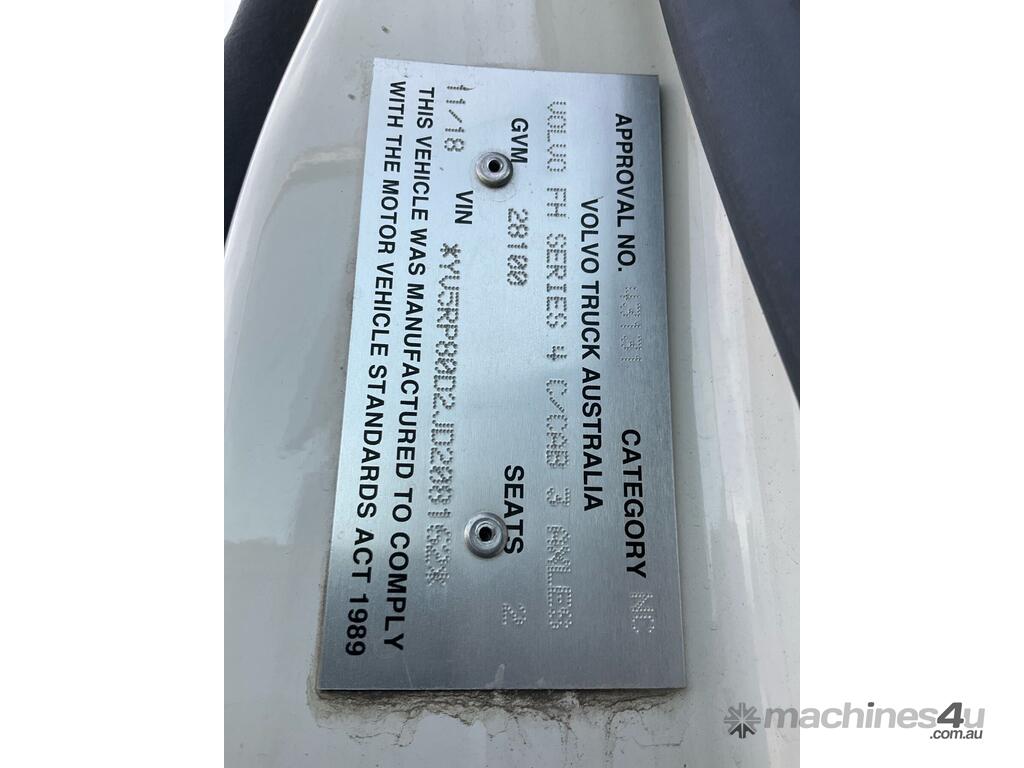 APPROVAL NO. CATEGORY NC
VOLVO TRUCK AUSTRALIA
VOLVO FH SERIES 4 C/CAB 3 AXLES
GVM 28100 SEATS 2
11/18 VIN *YV5RP80D2JD208162*
THIS VEHICLE WAS MANUFACTURED TO COMPLY
WITH THE MOTOR VEHICLE STANDARDS ACT 1989
machines4u
.com.au